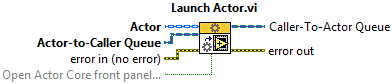 Launch Actor.vi
Actor
Caller-To-Actor Queue
Actor-to-Caller Queue
error in (no error)
error out
Open Actor Core front panel...